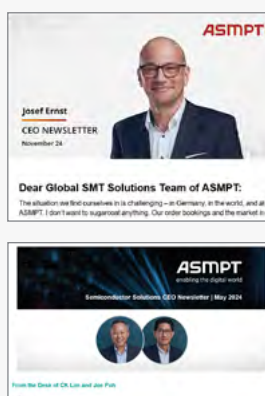 ASMPT
Josef Ernst
CEO NEWSLETTER
November 24
Dear Global SMT Solutions Team of ASMPT:
The situation we find ourselves in is challenging – in Germany, in the world, and at
ASMPT. I don't want to sugarcoat anything. Our order bookings and the market in
ASMPT
enabling the digital world
Semiconductor Solutions CEO Newsletter | May 2024
From the Desk of CK Lim and Joe Poh